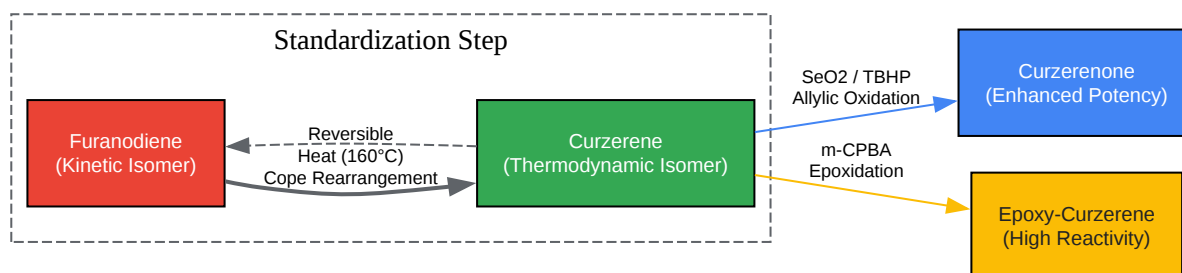 Standardization Step
Furanodiene
(Kinetic Isomer)
Reversible
Heat (160°C)
Cope Rearrangement
Curzerene
(Thermodynamic Isomer)
SeO2 / TBHP
Allylic Oxidation
m-CPBA
Epoxidation
Curzerenone
(Enhanced Potency)
Epoxy-Curzerene
(High Reactivity)